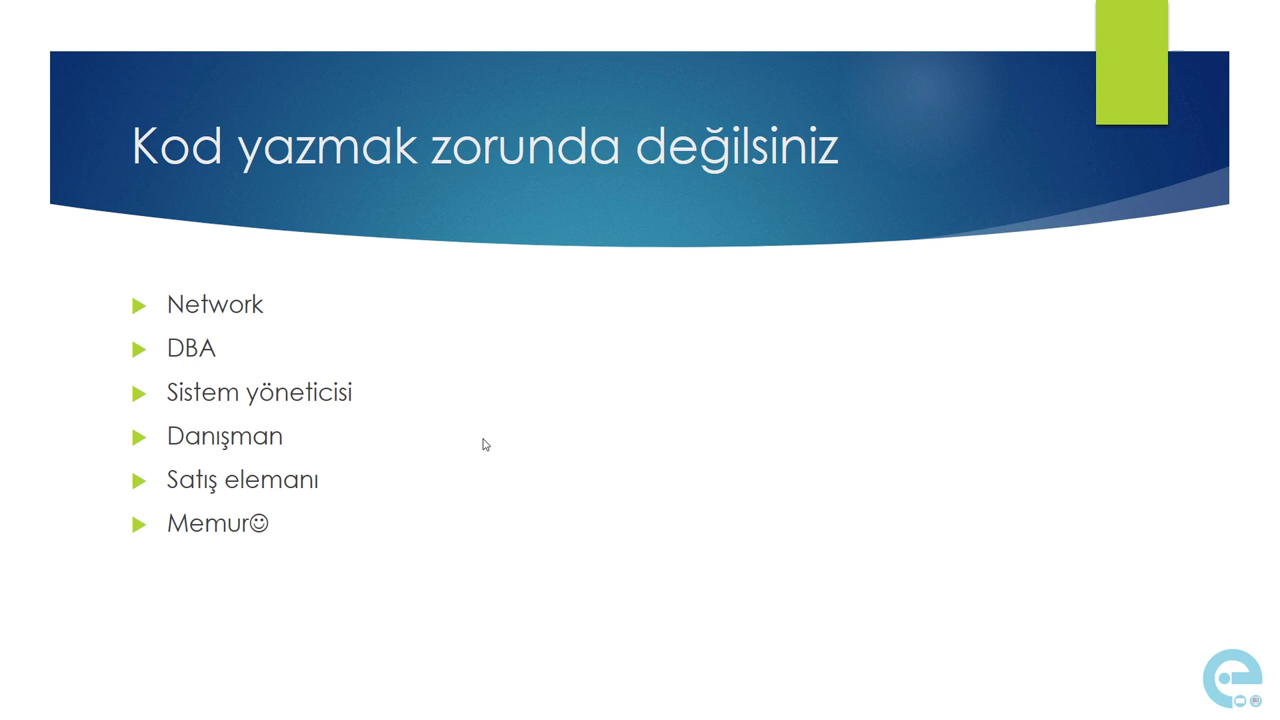 Kod yazmak zorunda değilsiniz
Network
DBA
Sistem yöneticisi
Danışman
Satış elemanı
Memur☺